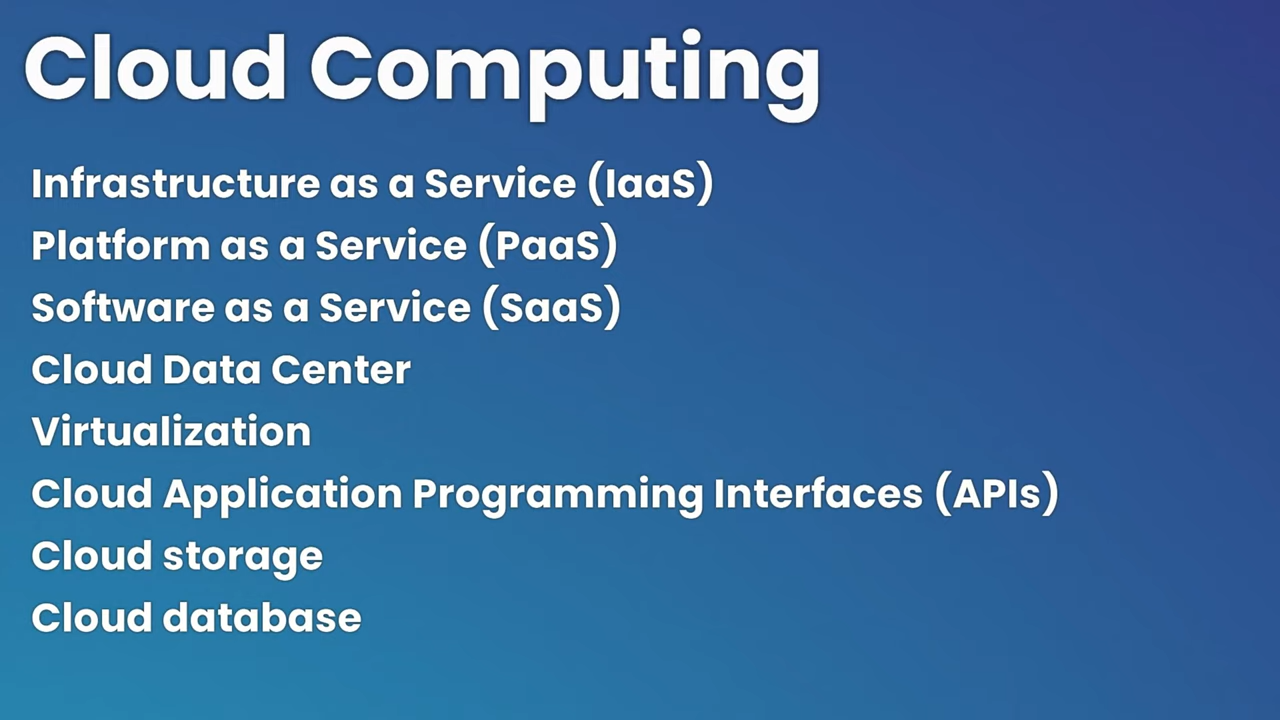 Cloud Computing
Infrastructure as a Service (IaaS)
Platform as a Service (PaaS)
Software as a Service (SaaS)
Cloud Data Center
Virtualization
Cloud Application Programming Interfaces (APIs)
Cloud storage
Cloud database